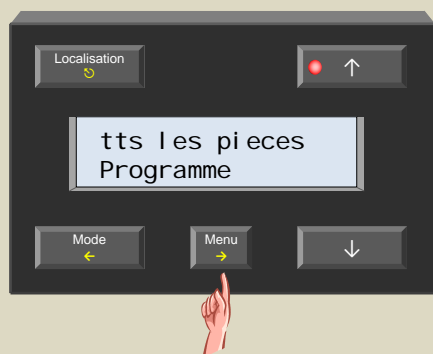 Localisation
tts les pieces
Programme
Mode
Menu